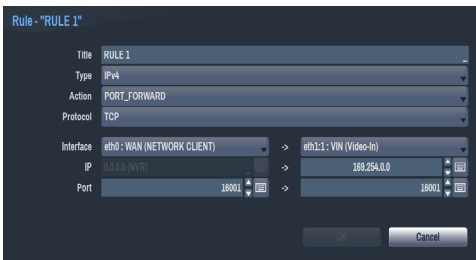 Rule - "RULE 1"
Title RULE 1
Type IPv4
Action PORT_FORWARD
Protocol TCP
Interface eth0 : WAN (NETWORK CLIENT) -> eth1:1 : VIN (Video-In)
IP 0.0.0.0 (NVR) -> 169.254.0.0
Port 16001 -> 16001
OK Cancel